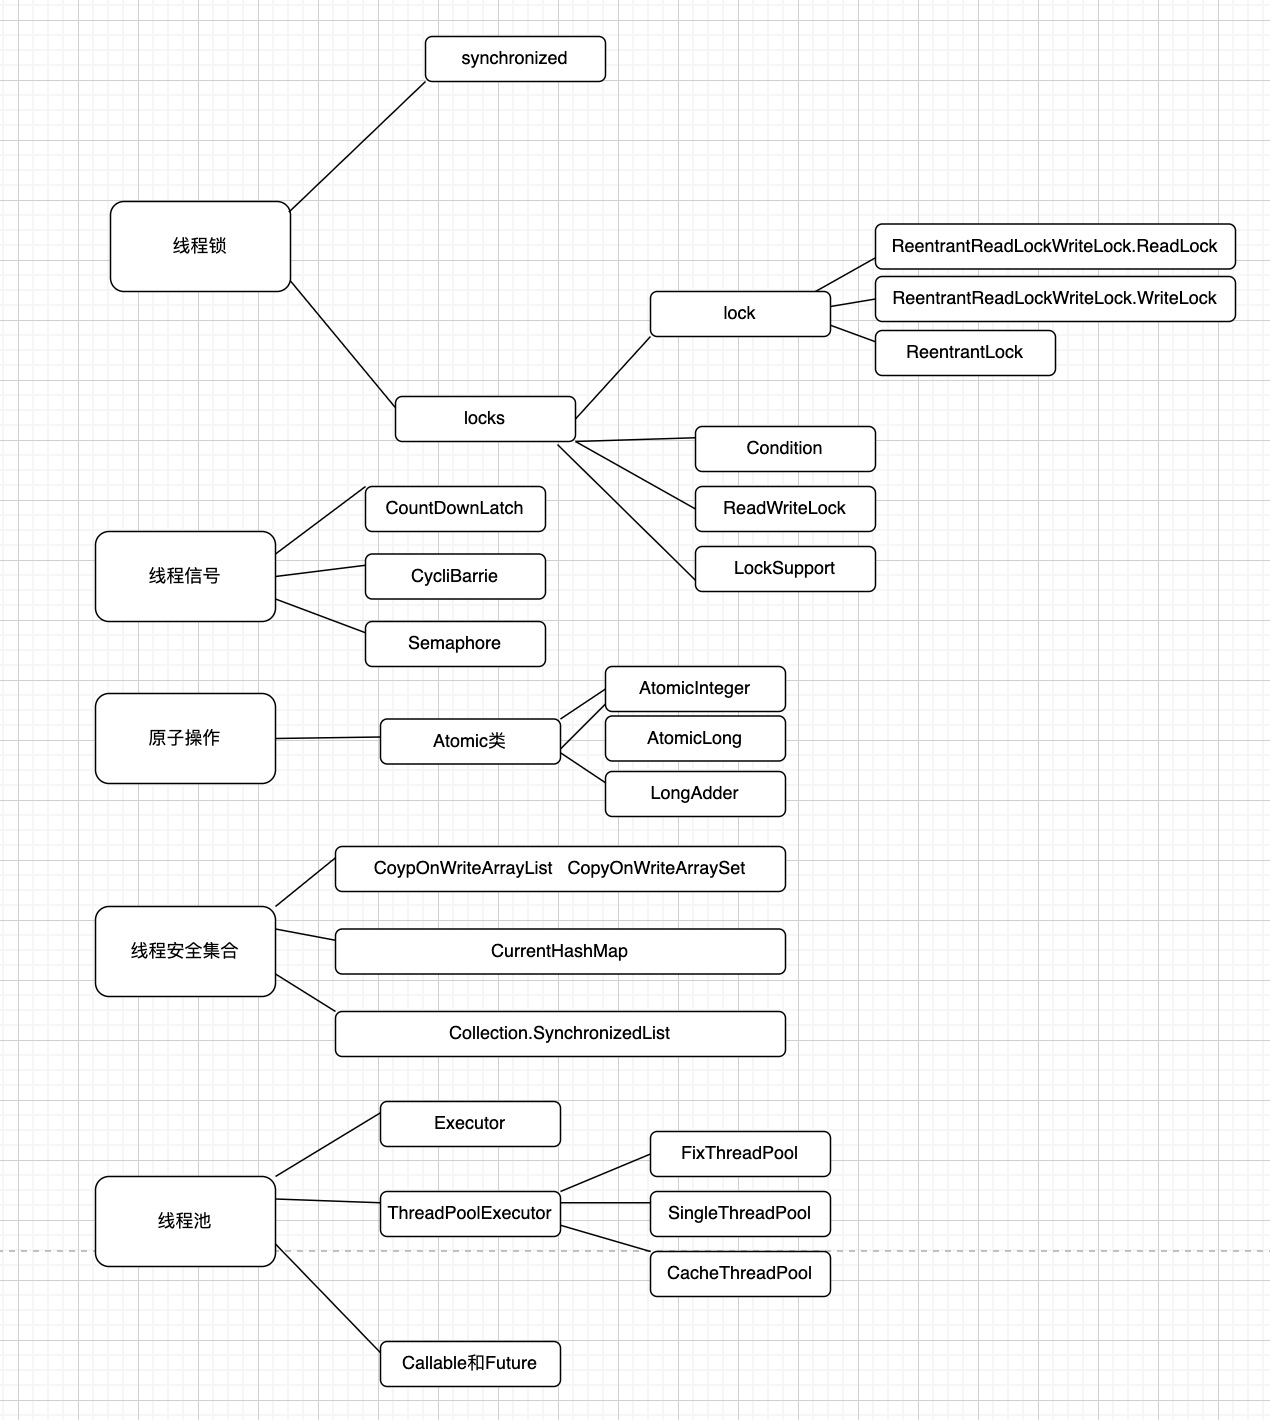 synchronized
线程锁
ReentrantReadLockWriteLock.ReadLock
ReentrantReadLockWriteLock.WriteLock
lock
ReentrantLock
locks
Condition
ReadWriteLock
LockSupport
CountDownLatch
线程信号
CycliBarrie
Semaphore
原子操作
Atomic类
AtomicInteger
AtomicLong
LongAdder
CoypOnWriteArrayList CopyOnWriteArraySet
线程安全集合
CurrentHashMap
Collection.SynchronizedList
Executor
线程池
ThreadPoolExecutor
FixThreadPool
SingleThreadPool
CacheThreadPool
Callable和Future